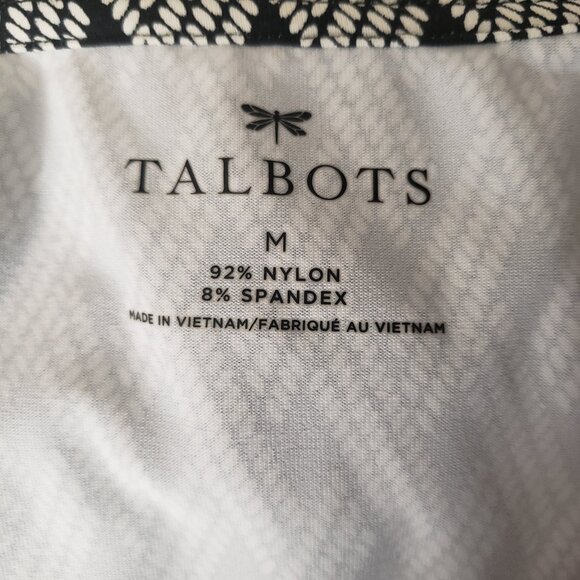 TALBOTS
M
92% NYLON
8% SPANDEX
MADE IN VIETNAM/FABRIQUÉ AU VIETNAM